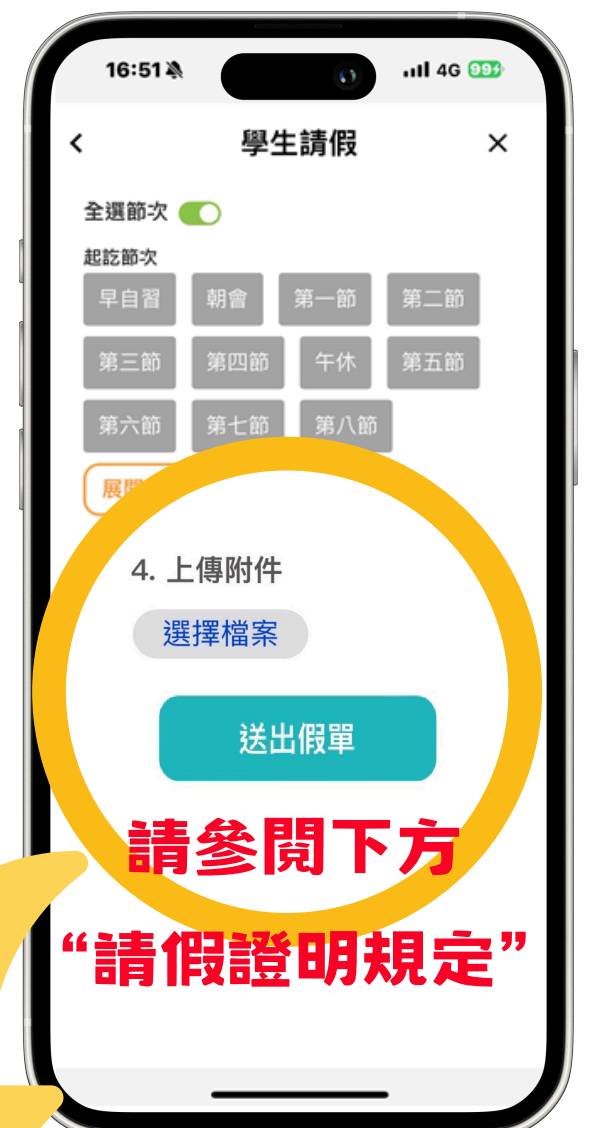 16:51 4G 99
學生請假
全選節次
起訖節次
早自習 朝會 第一節 第二節
第三節 第四節 午休 第五節
第六節 第七節 第八節
展開
4. 上傳附件
選擇檔案
送出假單
請參閱下方
“請假證明規定”